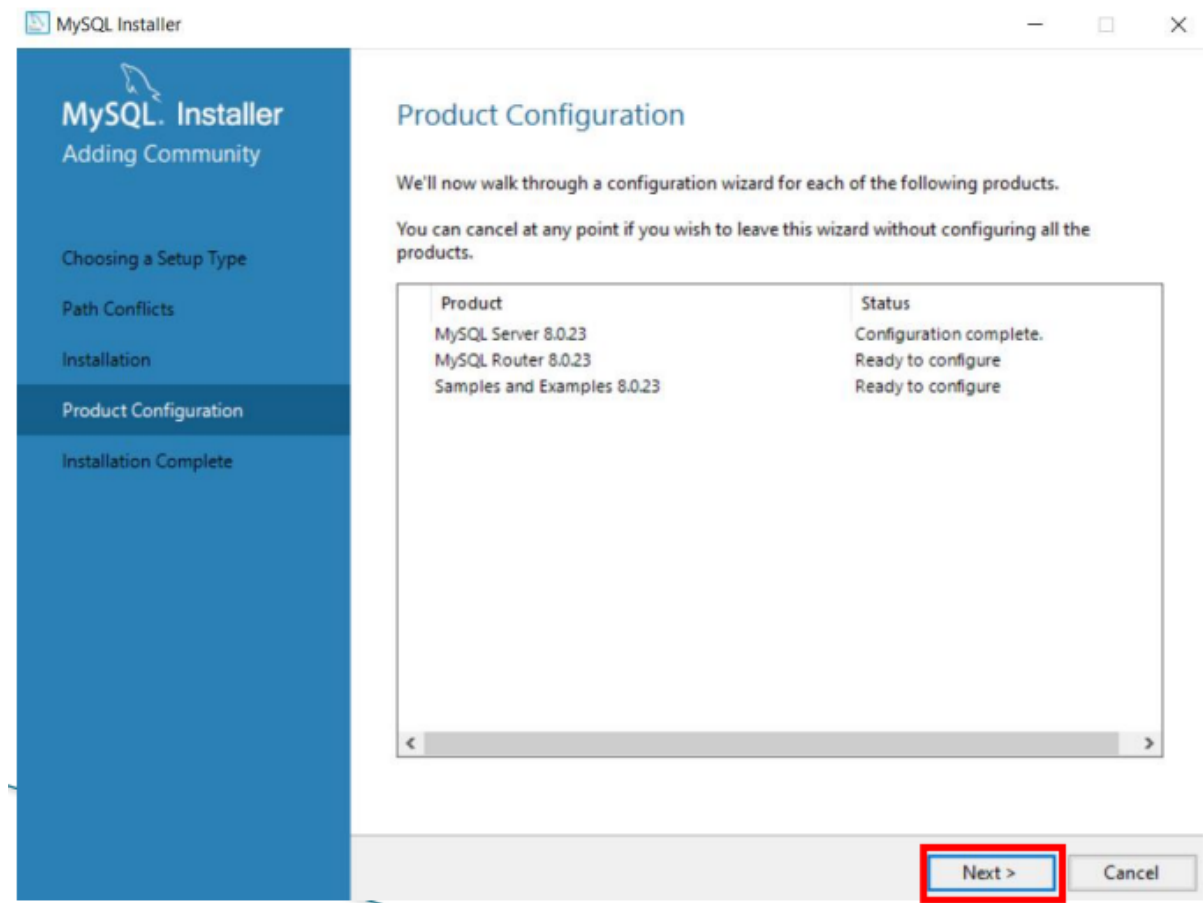 MySQL Installer
MySQL. Installer
Adding Community
Choosing a Setup Type
Path Conflicts
Installation
Product Configuration
Installation Complete
Product Configuration
We'll now walk through a configuration wizard for each of the following products.
You can cancel at any point if you wish to leave this wizard without configuring all the
products.
Product Status
MySQL Server 8.0.23 Configuration complete.
MySQL Router 8.0.23 Ready to configure
Samples and Examples 8.0.23 Ready to configure
Next > Cancel